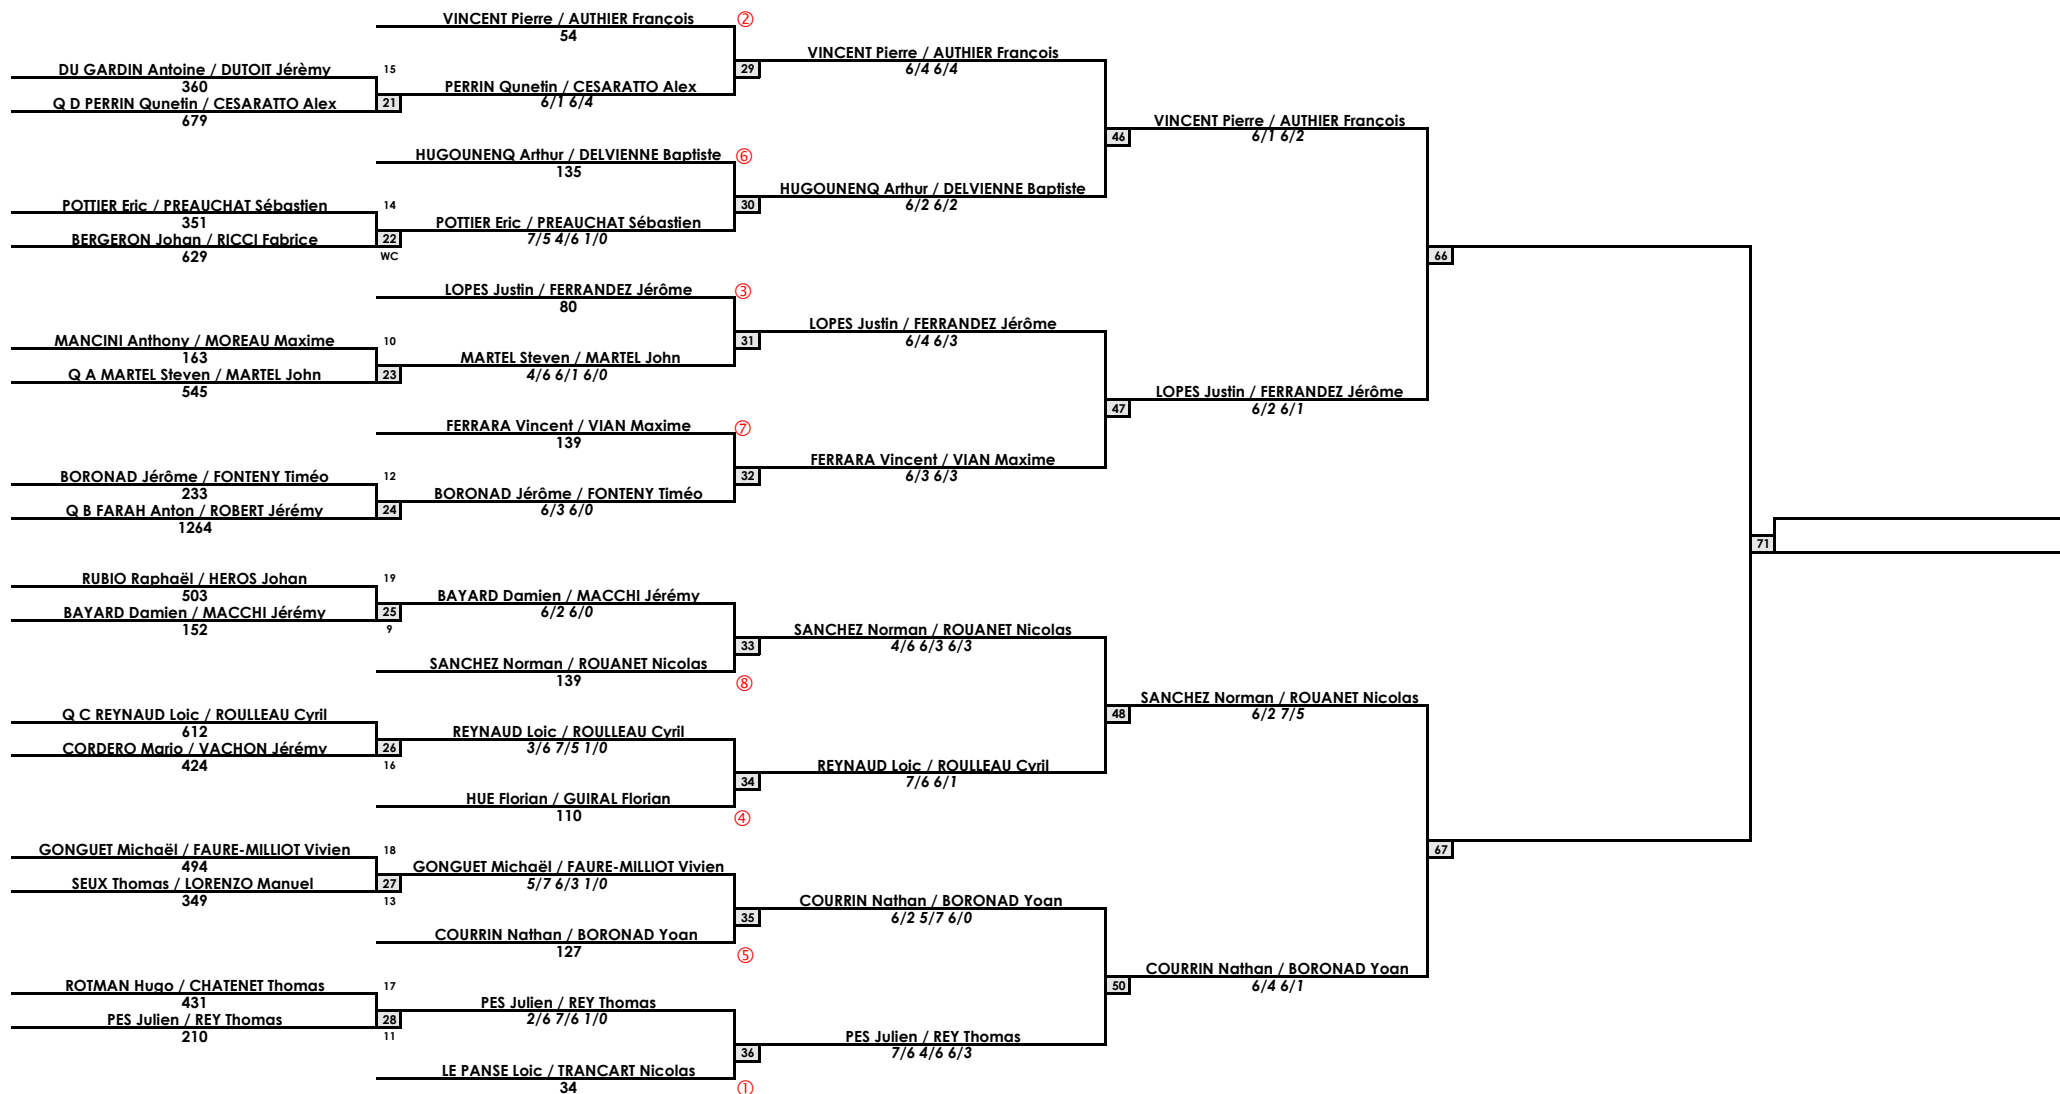 VINCENT Pierre / AUTHIER François ②
54
DU GARDIN Antoine / DUTOIT Jérèmy 15
360
Q D PERRIN Qunetin / CESARATTO Alex 21
679
PERRIN Qunetin / CESARATTO Alex
6/1 6/4
29
VINCENT Pierre / AUTHIER François
6/4 6/4
HUGOUNENQ Arthur / DELVIENNE Baptiste ⑥
135
POTTIER Eric / PREAUCHAT Sébastien 14
351
BERGERON Johan / RICCI Fabrice 22
629
WC
POTTIER Eric / PREAUCHAT Sébastien
7/5 4/6 1/0
30
HUGOUNENQ Arthur / DELVIENNE Baptiste
6/2 6/2
46
VINCENT Pierre / AUTHIER François
6/1 6/2
LOPES Justin / FERRANDEZ Jérôme ③
80
MANCINI Anthony / MOREAU Maxime 10
163
Q A MARTEL Steven / MARTEL John 23
545
MARTEL Steven / MARTEL John
4/6 6/1 6/0
31
LOPES Justin / FERRANDEZ Jérôme
6/4 6/3
FERRARA Vincent / VIAN Maxime ⑦
139
BORONAD Jérôme / FONTENY Timéo 12
233
Q B FARAH Anton / ROBERT Jérémy 24
1264
BORONAD Jérôme / FONTENY Timéo
6/3 6/0
32
FERRARA Vincent / VIAN Maxime
6/3 6/3
47
LOPES Justin / FERRANDEZ Jérôme
6/2 6/1
66
RUBIO Raphaël / HEROS Johan 19
503
BAYARD Damien / MACCHI Jérémy 25
152
9
BAYARD Damien / MACCHI Jérémy
6/2 6/0
SANCHEZ Norman / ROUANET Nicolas
139
⑧
33
SANCHEZ Norman / ROUANET Nicolas
4/6 6/3 6/3
Q C REYNAUD Loic / ROULLEAU Cyril
612
CORDERO Mario / VACHON Jérémy 26
424
16
REYNAUD Loic / ROULLEAU Cyril
3/6 7/5 1/0
HUE Florian / GUIRAL Florian
110
④
34
REYNAUD Loic / ROULLEAU Cyril
7/6 6/1
48
SANCHEZ Norman / ROUANET Nicolas
6/2 7/5
GONGUET Michaël / FAURE-MILLIOT Vivien 18
494
SEUX Thomas / LORENZO Manuel 27
349
13
GONGUET Michaël / FAURE-MILLIOT Vivien
5/7 6/3 1/0
COURRIN Nathan / BORONAD Yoan
127
⑤
35
COURRIN Nathan / BORONAD Yoan
6/2 5/7 6/0
ROTMAN Hugo / CHATENET Thomas 17
431
PES Julien / REY Thomas 28
210
11
PES Julien / REY Thomas
2/6 7/6 1/0
LE PANSE Loic / TRANCART Nicolas
34
①
36
PES Julien / REY Thomas
7/6 4/6 6/3
50
COURRIN Nathan / BORONAD Yoan
6/4 6/1
67
71